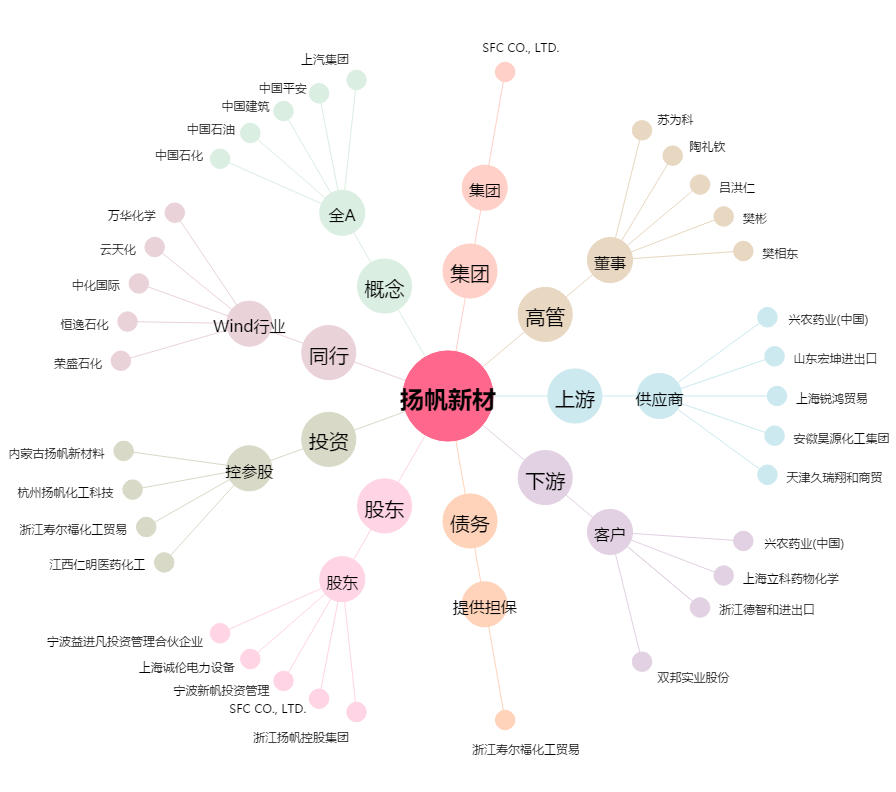 SFC CO., LTD.
上汽集团
中国平安
中国建筑
中国石油
中国石化
苏为科
陶礼钦
吕洪仁
樊彬
樊相东
集团
全A
万华化学
云天化
中化国际
恒逸石化
荣盛石化
董事
集团
概念
高管
Wind行业
同行
兴农药业(中国)
山东宏坤进出口
上海锐鸿贸易
安徽昊源化工集团
天津久瑞翔和商贸
扬帆新材
上游
供应商
投资
控参股
内蒙古扬帆新材料
杭州扬帆化工科技
浙江寿尔福化工贸易
江西仁明医药化工
下游
股东
债务
客户
兴农药业(中国)
上海立科药物化学
浙江德智和进出口
双邦实业股份
股东
提供担保
宁波益进凡投资管理合伙企业
上海诚伦电力设备
宁波新帆投资管理
SFC CO., LTD.
浙江扬帆控股集团
浙江寿尔福化工贸易